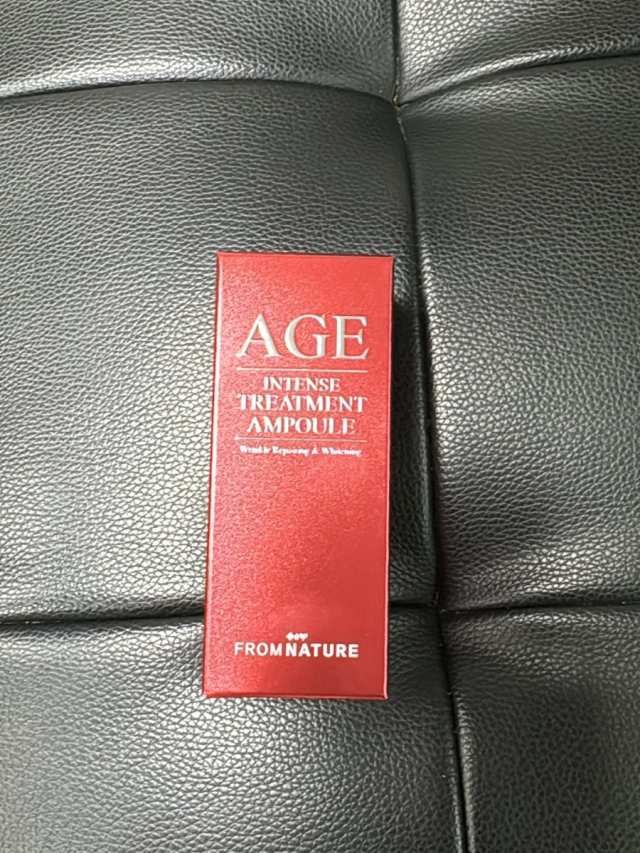 AGE
INTENSE
TREATMENT
AMPOULE
Wrinkle Repairing & Whitening
FROMNATURE